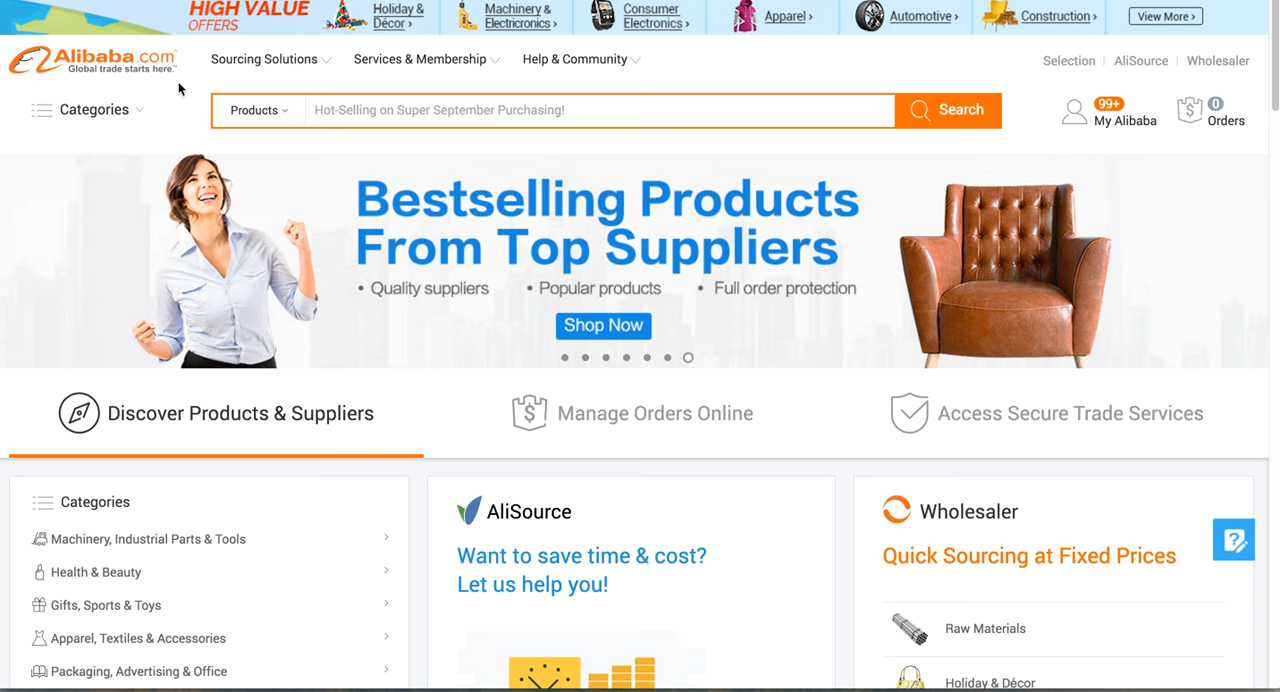 HIGH VALUE
OFFERS
Holiday &
Décor ›
Machinery &
Electricronics ›
Consumer
Electronics ›
Apparel ›
Automotive ›
Construction ›
View More ›
Alibaba.com
Global trade starts here.™
Sourcing Solutions
Services & Membership
Help & Community
Selection
AliSource
Wholesaler
Categories
Products
Hot-Selling on Super September Purchasing!
Search
99+
My Alibaba
0
Orders
Bestselling Products
From Top Suppliers
• Quality suppliers • Popular products • Full order protection
Shop Now
Discover Products & Suppliers
Manage Orders Online
Access Secure Trade Services
Categories
Machinery, Industrial Parts & Tools
Health & Beauty
Gifts, Sports & Toys
Apparel, Textiles & Accessories
Packaging, Advertising & Office
AliSource
Want to save time & cost?
Let us help you!
Wholesaler
Quick Sourcing at Fixed Prices
Raw Materials
Holiday & Décor